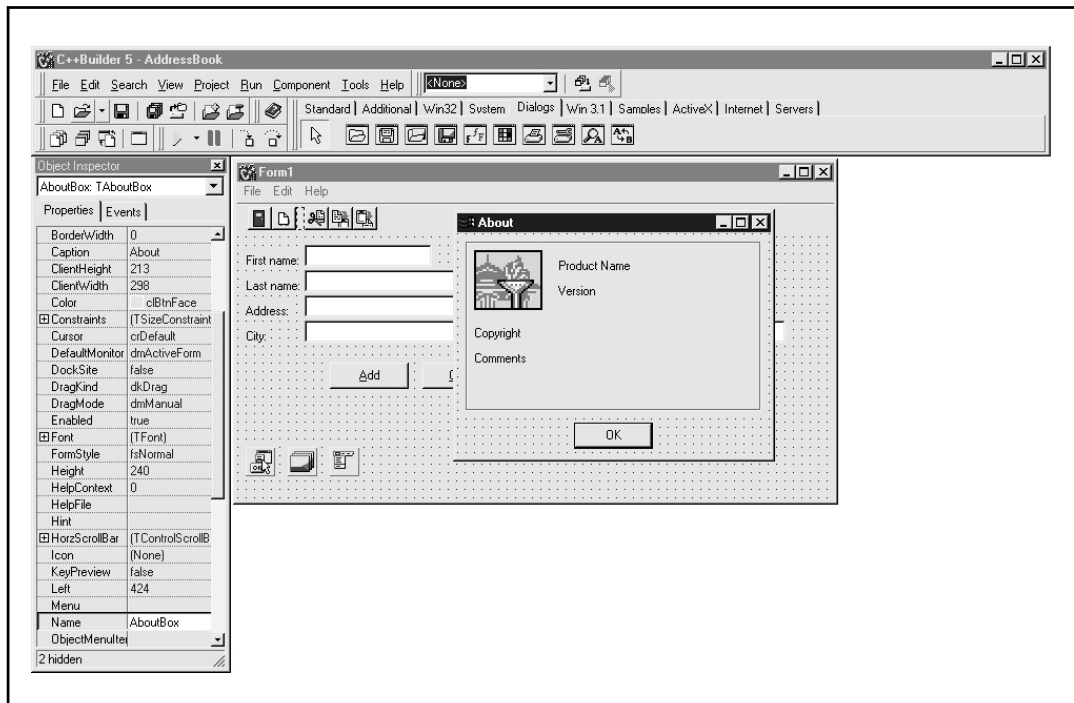 C++Builder 5 - AddressBook
File Edit Search View Project Run Component Tools Help <None>
Standard Additional Win32 System Dialogs Win 3.1 Samples ActiveX Internet Servers
Object Inspector
AboutBox: TAboutBox
Properties Events
BorderWidth 0
Caption About
ClientHeight 213
ClientWidth 298
Color clBtnFace
Constraints (TSizeConstraint
Cursor crDefault
DefaultMonitor dmActiveForm
DockSite false
DragKind dkDrag
DragMode dmManual
Enabled true
Font (TFont)
FormStyle fsNormal
Height 240
HelpContext 0
HelpFile
Hint
HorzScrollBar (TControlScrollB
Icon (None)
KeyPreview false
Left 424
Menu
Name AboutBox
ObjectMenuIte
2 hidden
Form1
File Edit Help
First name:
Last name:
Address:
City:
Add
About
Product Name
Version
Copyright
Comments
OK